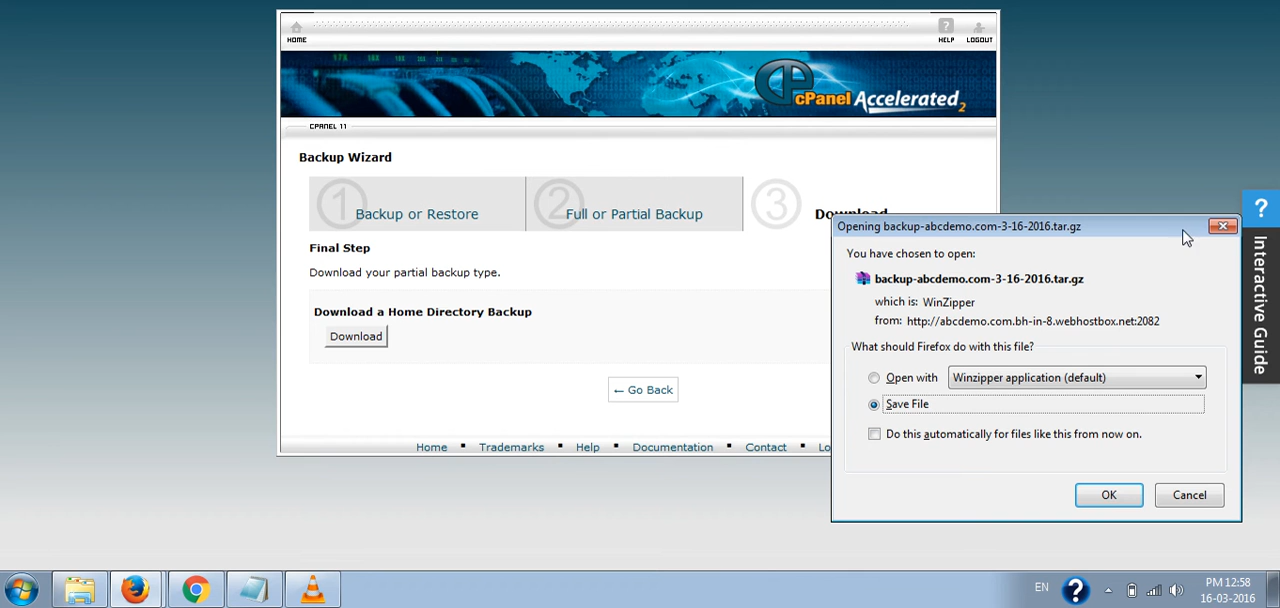 HOME
HELP
LOGOUT
cPanel Accelerated2
CPANEL 11
Backup Wizard
1 Backup or Restore
2 Full or Partial Backup
3 Download
Final Step
Download your partial backup type.
Download a Home Directory Backup
Download
← Go Back
Home ▪ Trademarks ▪ Help ▪ Documentation ▪ Contact ▪ Lo
Opening backup-abcdemo.com-3-16-2016.tar.gz
You have chosen to open:
backup-abcdemo.com-3-16-2016.tar.gz
which is: WinZipper
from: http://abcdemo.com.bh-in-8.webhostbox.net:2082
What should Firefox do with this file?
Open with Winzipper application (default)
Save File
Do this automatically for files like this from now on.
OK
Cancel
?
Interactive Guide
EN
?
PM 12:58
16-03-2016